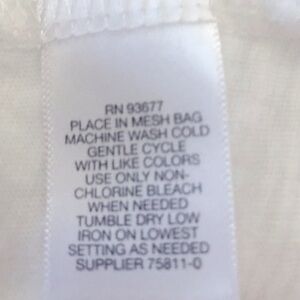 RN 93677
PLACE IN MESH BAG
MACHINE WASH COLD
GENTLE CYCLE
WITH LIKE COLORS
USE ONLY NON-
CHLORINE BLEACH
WHEN NEEDED
TUMBLE DRY LOW
IRON ON LOWEST
SETTING AS NEEDED
SUPPLIER 75811-0